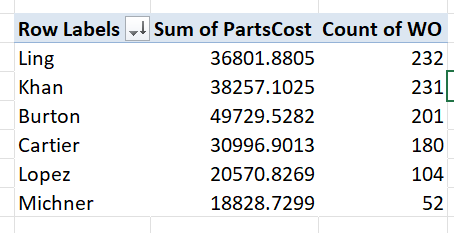 Row Labels Sum of PartsCost Count of WO
Ling 36801.8805 232
Khan 38257.1025 231
Burton 49729.5282 201
Cartier 30996.9013 180
Lopez 20570.8269 104
Michner 18828.7299 52